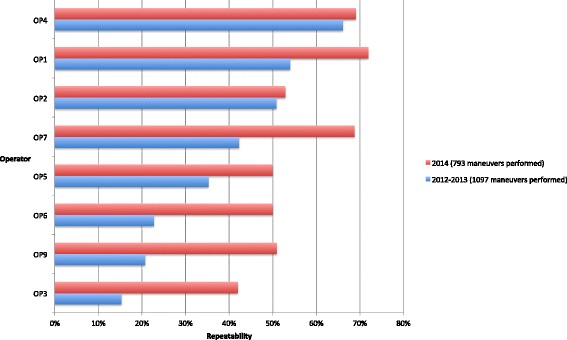 OP4
OP1
OP2
OP7
Operator
OP5
OP6
OP9
OP3
0% 10% 20% 30% 40% 50% 60% 70% 80%
Repeatability
2014 (793 maneuvers performed)
2012-2013 (1097 maneuvers performed)